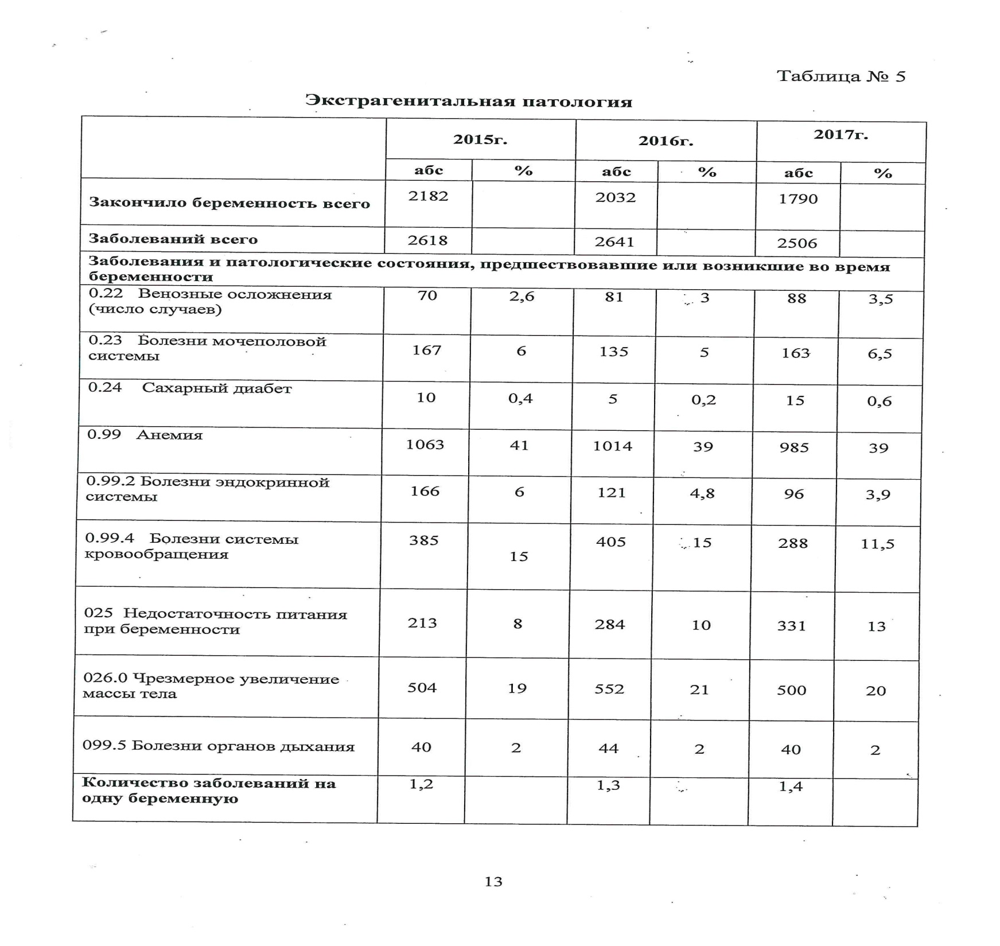 Таблица № 5
Экстрагенитальная патология
2015г. 2016г. 2017г.
абс % абс % абс %
Закончило беременность всего 2182 2032 1790
Заболеваний всего 2618 2641 2506
Заболевания и патологические состояния, предшествовавшие или возникшие во время
беременности
0.22 Венозные осложнения 70 2,6 81 3 88 3,5
(число случаев)
0.23 Болезни мочеполовой
системы 167 6 135 5 163 6,5
0.24 Сахарный диабет 10 0,4 5 0,2 15 0,6
0.99 Анемия 1063 41 1014 39 985 39
0.99.2 Болезни эндокринной
системы 166 6 121 4,8 96 3,9
0.99.4 Болезни системы 385 15 405 15 288 11,5
кровообращения
025 Недостаточность питания
при беременности 213 8 284 10 331 13
026.0 Чрезмерное увеличение
массы тела 504 19 552 21 500 20
099.5 Болезни органов дыхания 40 2 44 2 40 2
Количество заболеваний на 1,2 1,3 1,4
одну беременную
13